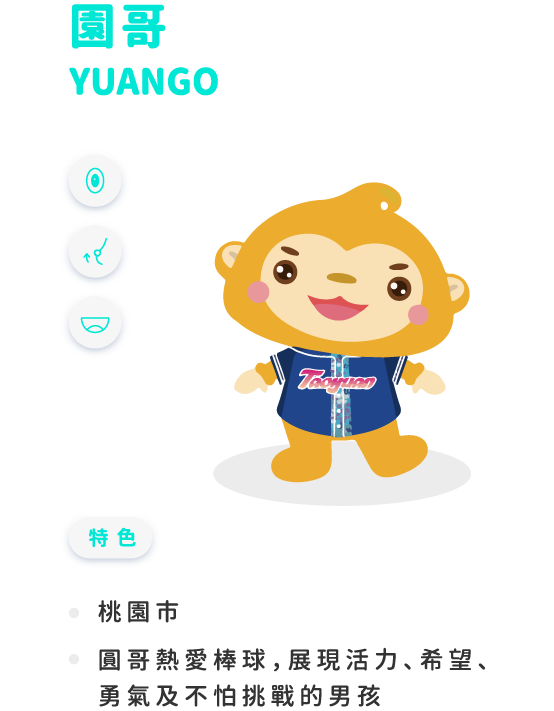 園哥
YUANGO
Taoyuan
特色
桃園市
圓哥熱愛棒球,展現活力、希望、
勇氣及不怕挑戰的男孩